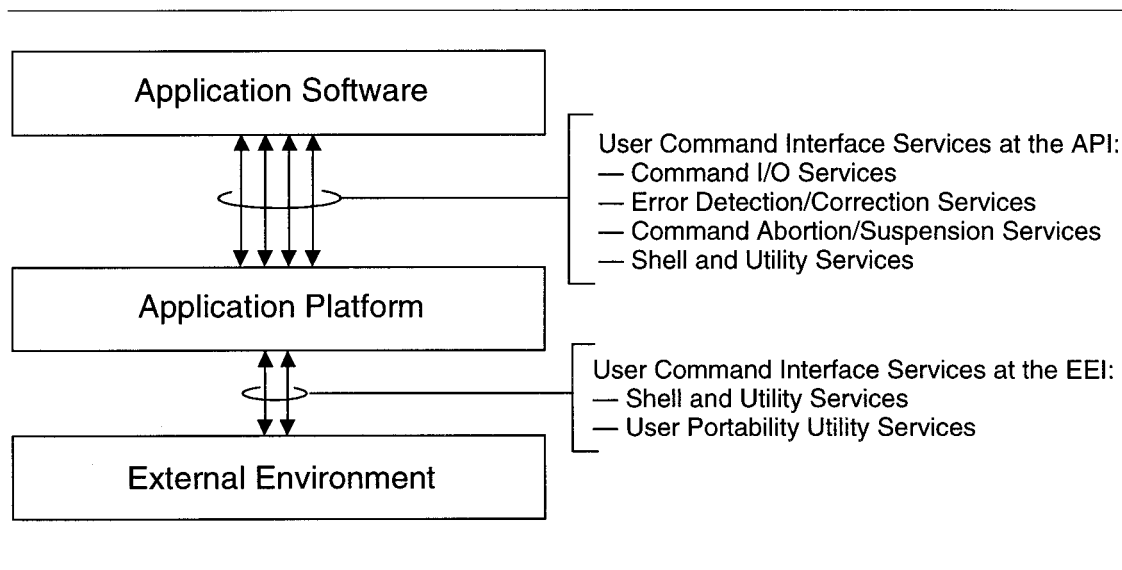 Application Software
User Command Interface Services at the API:
— Command I/O Services
— Error Detection/Correction Services
— Command Abortion/Suspension Services
— Shell and Utility Services
Application Platform
User Command Interface Services at the EEI:
— Shell and Utility Services
— User Portability Utility Services
External Environment